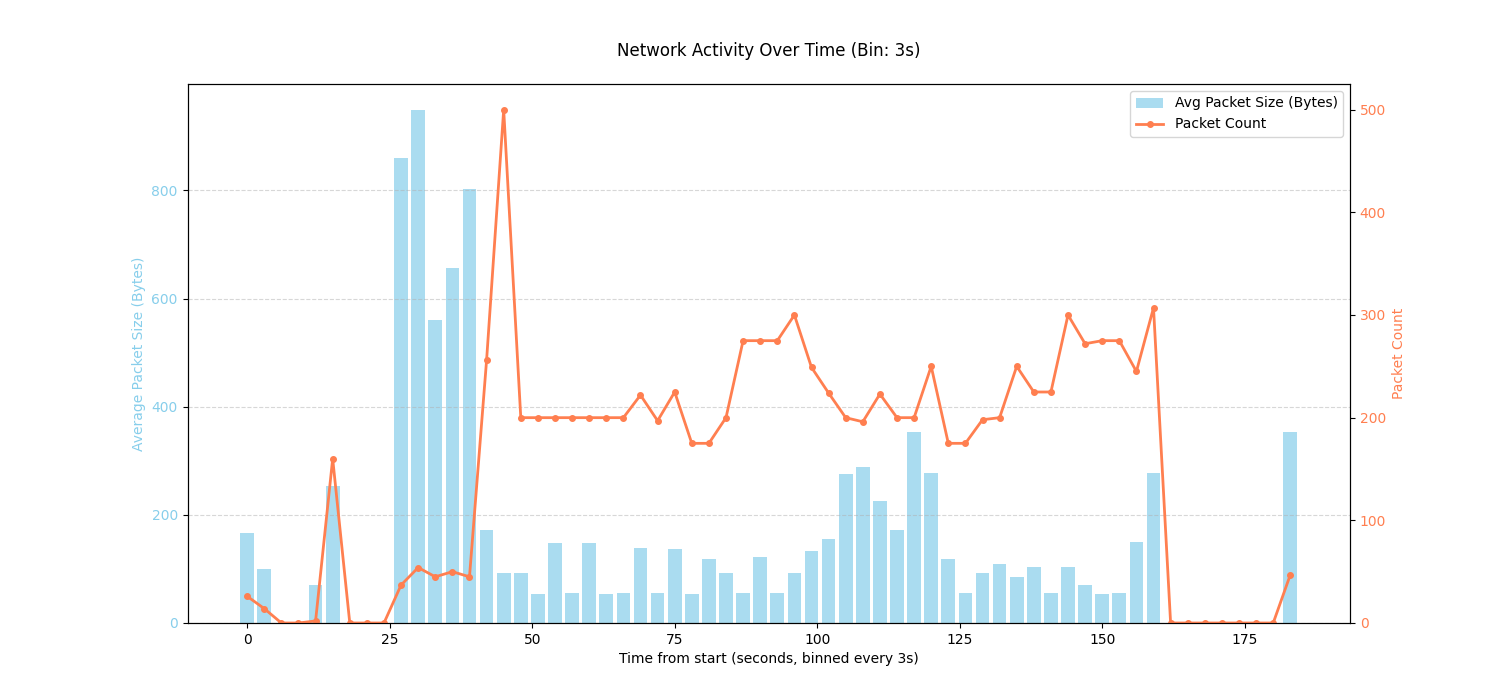 Network Activity Over Time (Bin: 3s)
Avg Packet Size (Bytes)
Packet Count
Average Packet Size (Bytes)
800
600
400
200
0
500
400
300
200
100
0
Packet Count
0 25 50 75 100 125 150 175
Time from start (seconds, binned every 3s)